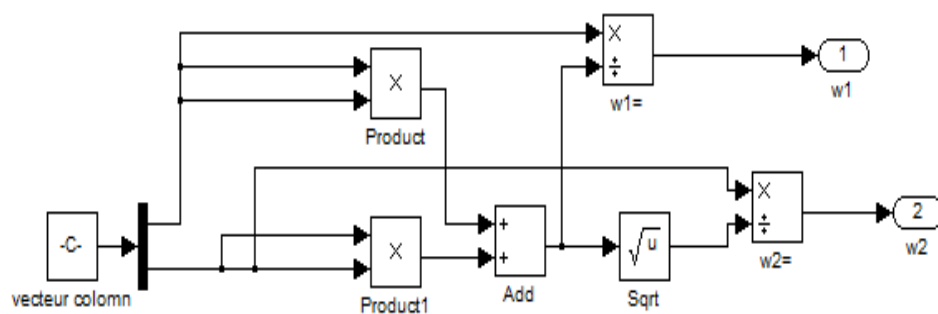 X
÷
w1=
1
w1
X
Product
-C-
vecteur colomn
X
Product1
+
+
Add
√u
Sqrt
X
÷
w2=
2
w2